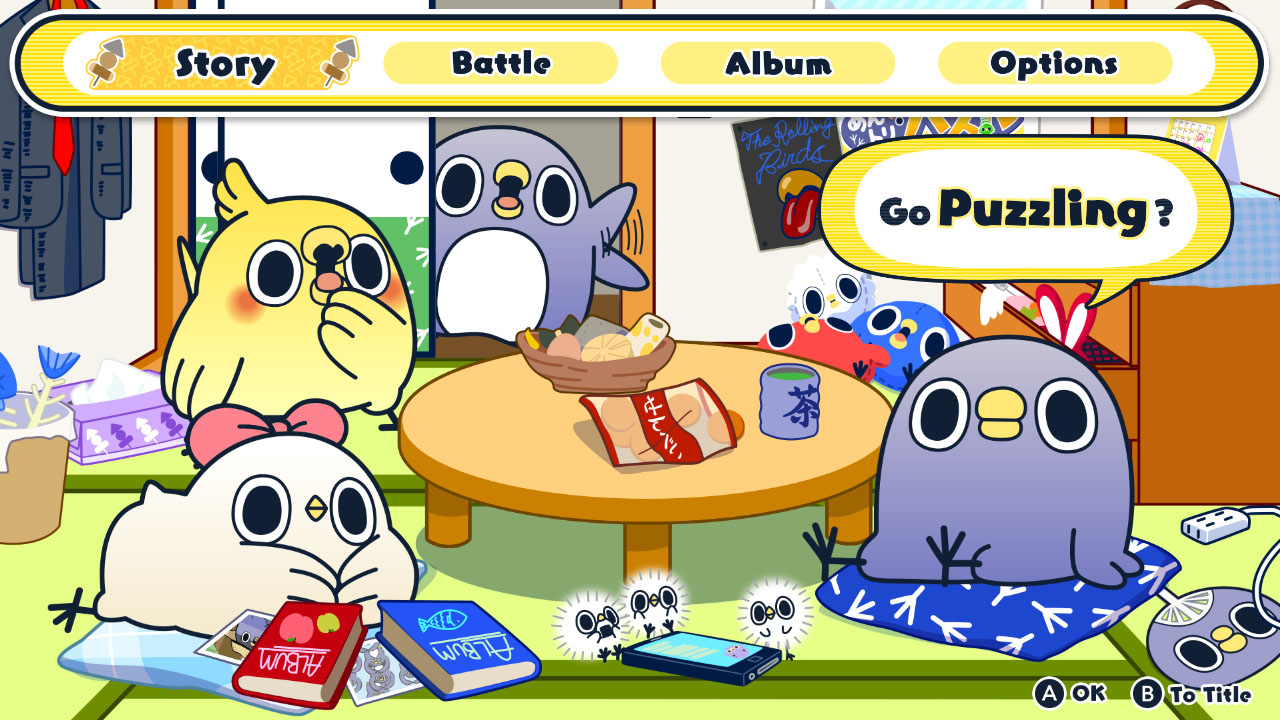 Story
Battle
Album
Options
The Rolling
Birds
Go Puzzling ?
せんべい
茶
ALBUM
ALBUM
A OK
B To Title